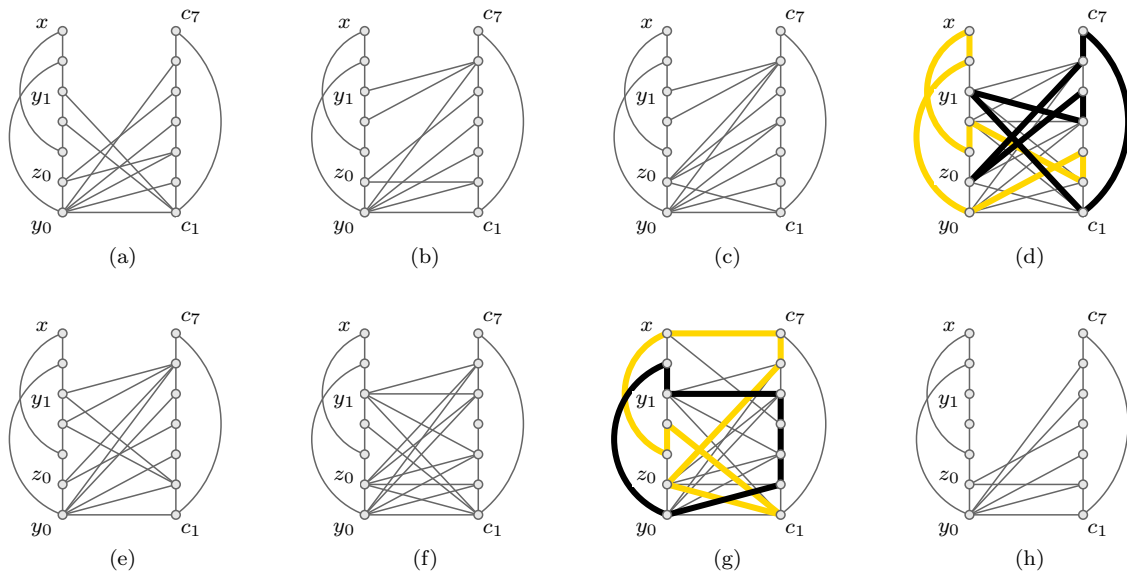 x c₇ x c₇ x c₇ x c₇
y₁ y₁ y₁ y₁
z₀ z₀ z₀ z₀
y₀ c₁ y₀ c₁ y₀ c₁ y₀ c₁
(a) (b) (c) (d)
x c₇ x c₇ x c₇ x c₇
y₁ y₁ y₁ y₁
z₀ z₀ z₀ z₀
y₀ c₁ y₀ c₁ y₀ c₁ y₀ c₁
(e) (f) (g) (h)